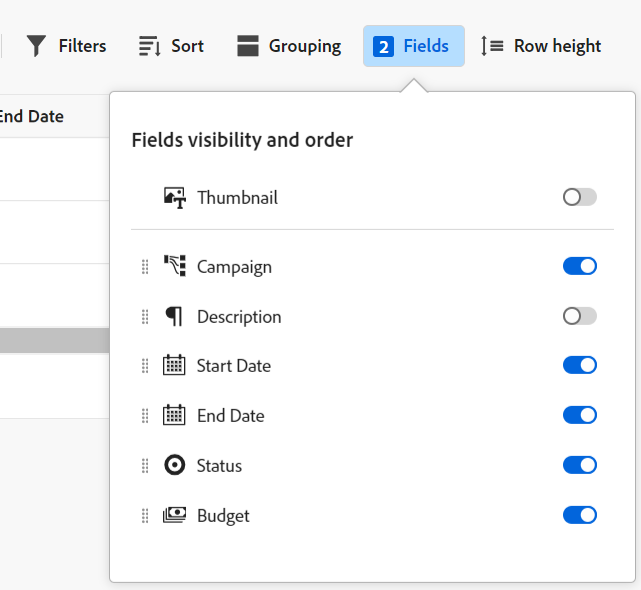 Filters Sort Grouping 2 Fields Row height
End Date
Fields visibility and order
Thumbnail
Campaign
Description
Start Date
End Date
Status
Budget